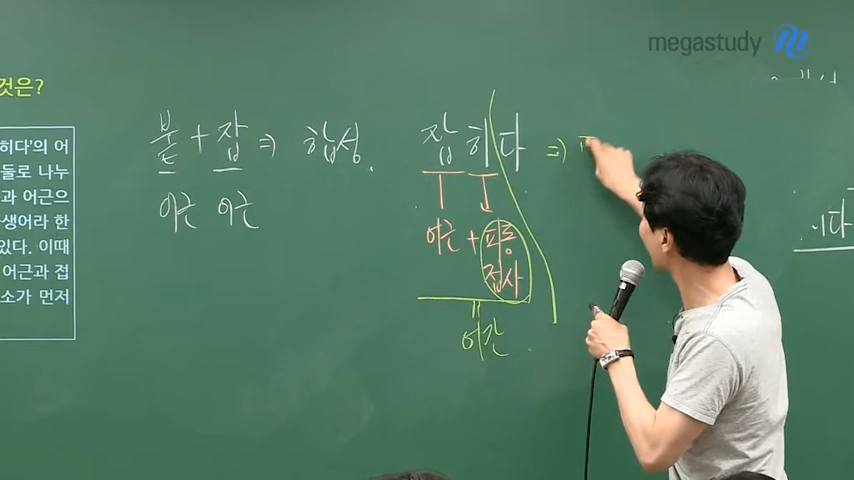 megastudy
것은?
히다'의 어
둘로 나누
과 어근으
생어라 한
있다. 이때
어근과 접
소가 먼저
붙+잡⇒ 합성.
어근 어근
잡히다 ⇒
어근+피동
접사
어간